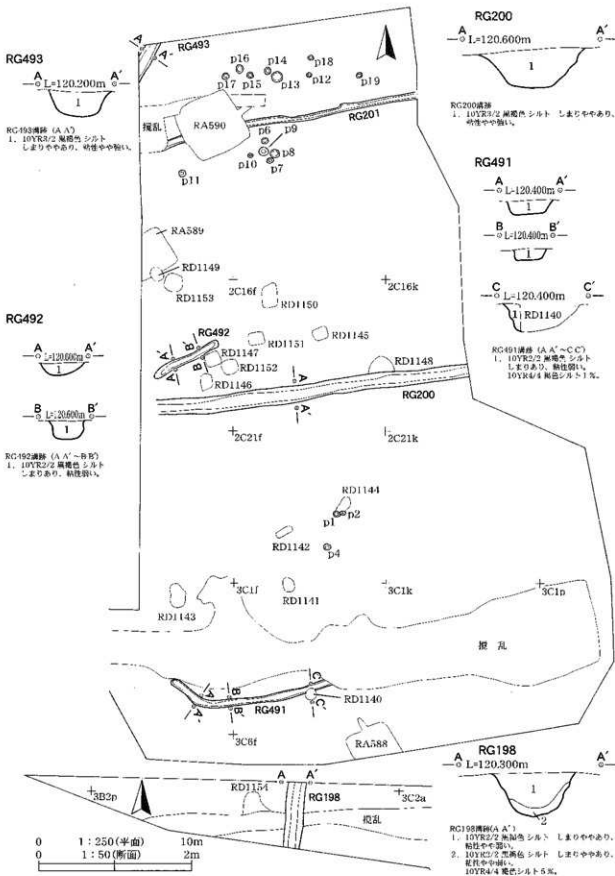 RG493
A L=120.200m A'
1
RG493溝跡(A A')
1. 10YR3/2 黒褐色 シルト
しまりややあり、粘性やや強い。
RG492
A L=120.600m A'
1
B L=120.600m B'
1
RG492溝跡 (A A'～B B')
1. 10YR2/2 黒褐色 シルト
しまりあり、粘性弱い。
A
A'
RG493
p16
p14
p18
p17
p15
p13
p12
p19
撹乱
RA590
RG201
p6
p9
p10
p8
p7
p11
RA589
RD1149
RD1153
2C16f
2C16k
RD1150
RG492
RD1151
RD1145
A'
B'
A
B
RD1147
RD1152
RD1146
RD1148
A
A'
RG200
2C21f
2C21k
RD1144
p1
p2
RD1142
p4
3C1f
3C1k
3C1p
RD1143
RD1141
撹乱
A
A'
B
B'
C
C'
RG491
RD1140
3C6f
RA588
3B2p
RD1154
A
A'
RG198
3C2a
撹乱
0 1:250(平面) 10m
0 1:50(断面) 2m
RG200
A L=120.600m A'
1
RG200溝跡
1. 10YR3/2 黒褐色 シルト しまりややあり、
粘性やや強い。
RG491
A L=120.400m A'
1
B L=120.400m B'
1
C L=120.400m C'
1
RD1140
RG491溝跡 (A A'～C C')
1. 10YR2/2 黒褐色 シルト
しまりあり、粘性弱い。
10YR4/4 褐色シルト1％。
RG198
A L=120.300m A'
1
2
RG198溝跡(A A')
1. 10YR2/2 黒褐色 シルト しまりややあり、
粘性やや弱い。
2. 10YR2/2 黒褐色 シルト しまりややあり、
粘性やや弱い。
10YR4/4 褐色シルト5％。